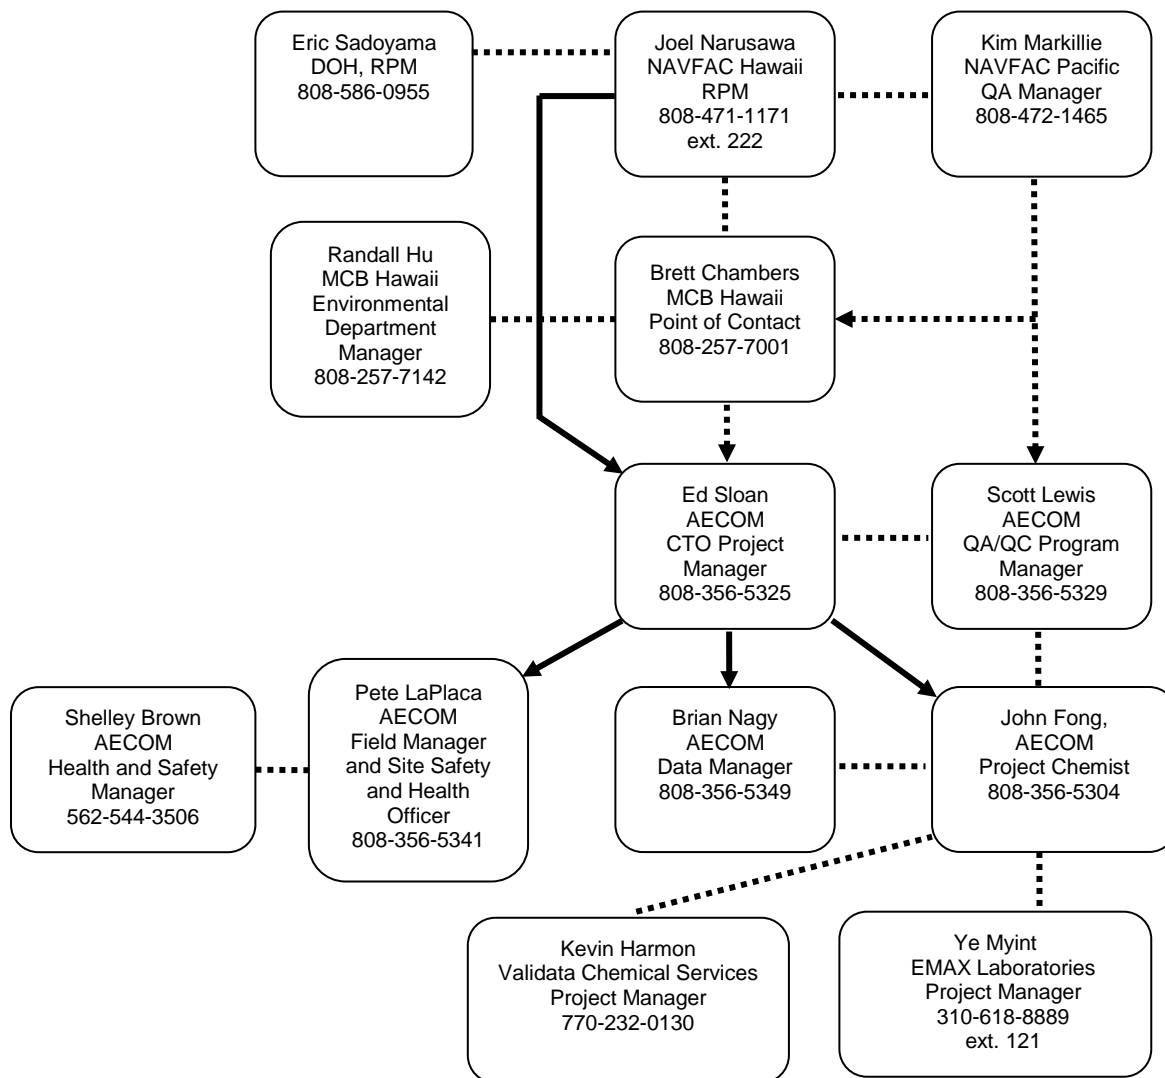 Eric Sadoyama
DOH, RPM
808-586-0955
Joel Narusawa
NAVFAC Hawaii
RPM
808-471-1171
ext. 222
Kim Markillie
NAVFAC Pacific
QA Manager
808-472-1465
Randall Hu
MCB Hawaii
Environmental
Department
Manager
808-257-7142
Brett Chambers
MCB Hawaii
Point of Contact
808-257-7001
Ed Sloan
AECOM
CTO Project
Manager
808-356-5325
Scott Lewis
AECOM
QA/QC Program
Manager
808-356-5329
Shelley Brown
AECOM
Health and Safety
Manager
562-544-3506
Pete LaPlaca
AECOM
Field Manager
and Site Safety
and Health
Officer
808-356-5341
Brian Nagy
AECOM
Data Manager
808-356-5349
John Fong,
AECOM
Project Chemist
808-356-5304
Kevin Harmon
Validata Chemical Services
Project Manager
770-232-0130
Ye Myint
EMAX Laboratories
Project Manager
310-618-8889
ext. 121